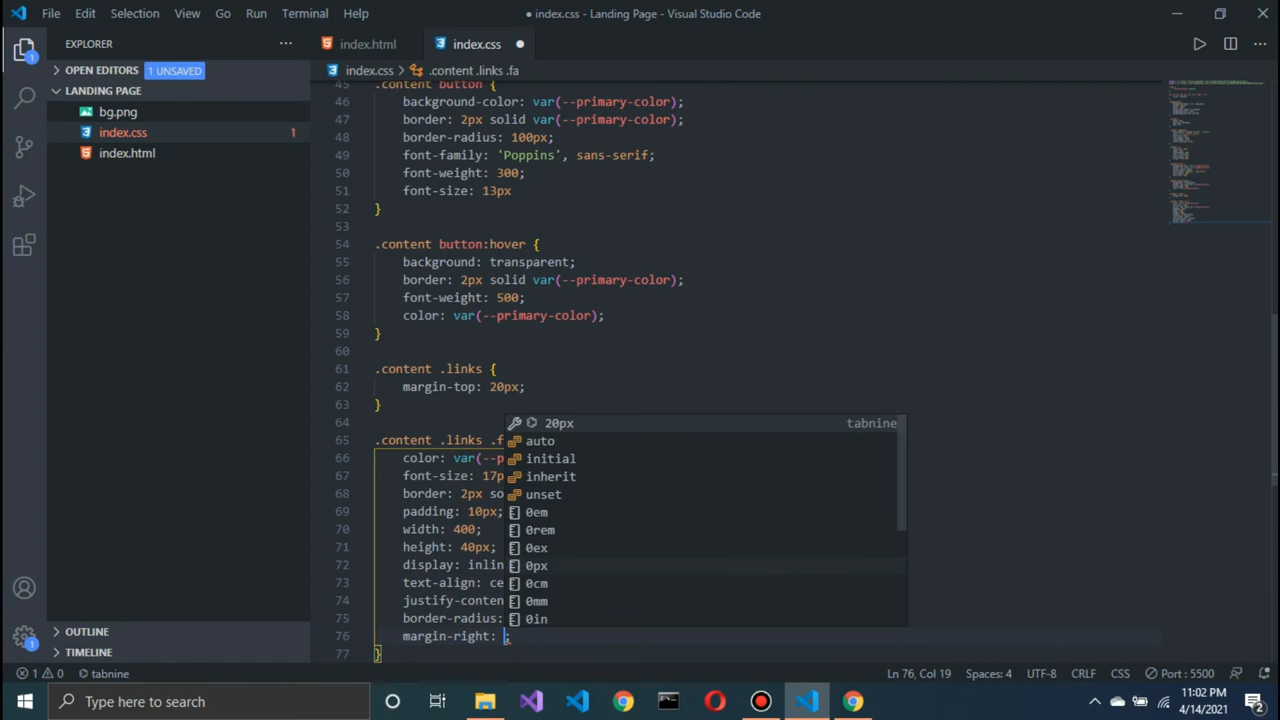 File Edit Selection View Go Run Terminal Help
● index.css - Landing Page - Visual Studio Code
EXPLORER
OPEN EDITORS 1 UNSAVED
LANDING PAGE
bg.png
index.css 1
index.html
OUTLINE
TIMELINE
index.html
index.css
index.css > .content .links .fa
45 .content button {
46 background-color: var(--primary-color);
47 border: 2px solid var(--primary-color);
48 border-radius: 100px;
49 font-family: 'Poppins', sans-serif;
50 font-weight: 300;
51 font-size: 13px
52 }
53
54 .content button:hover {
55 background: transparent;
56 border: 2px solid var(--primary-color);
57 font-weight: 500;
58 color: var(--primary-color);
59 }
60
61 .content .links {
62 margin-top: 20px;
63 }
64
65 .content .links .f
66 color: var(--p
67 font-size: 17p
68 border: 2px so
69 padding: 10px;
70 width: 400;
71 height: 40px;
72 display: inlin
73 text-align: ce
74 justify-conten
75 border-radius:
76 margin-right: ;
77 }
20px tabnine
auto
initial
inherit
unset
0em
0rem
0ex
0px
0cm
0mm
0in
1 0 tabnine
Ln 76, Col 19 Spaces: 4 UTF-8 CRLF CSS Port : 5500
Type here to search
11:02 PM
4/14/2021
2
1
1